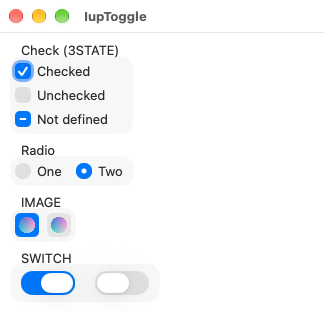 IupToggle
Check (3STATE)
Checked
Unchecked
Not defined
Radio
One Two
IMAGE
SWITCH